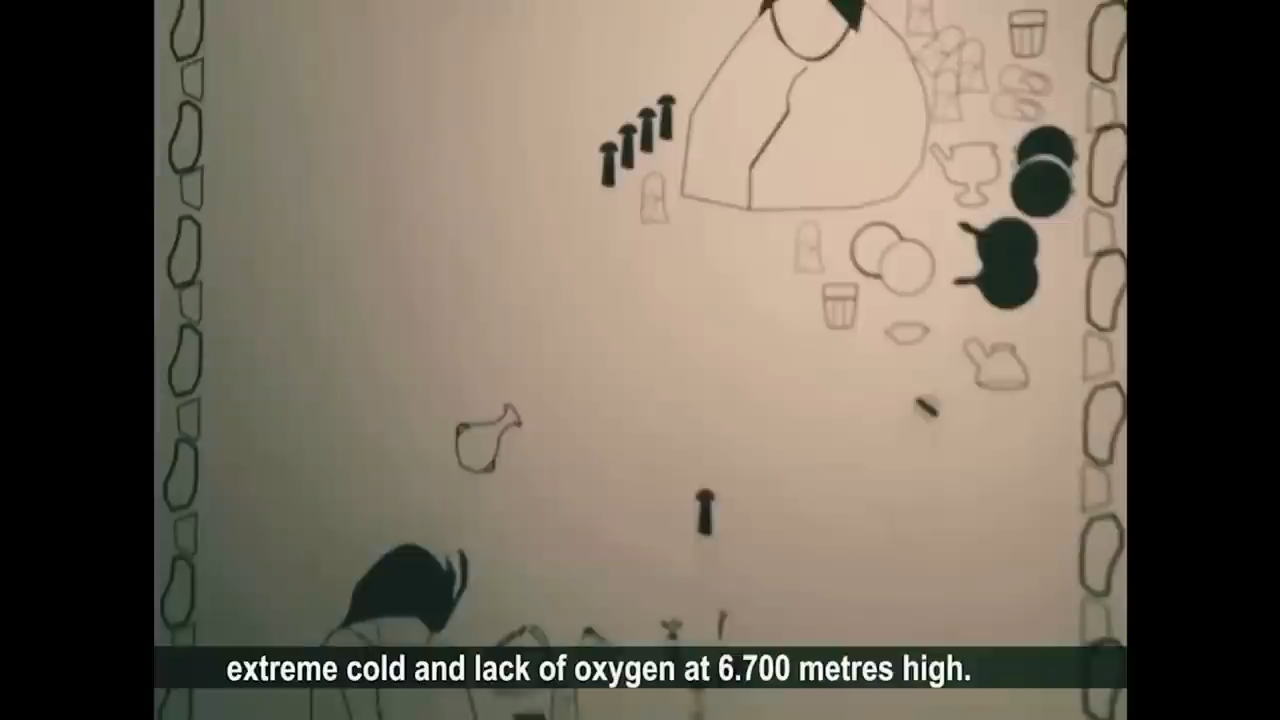 extreme cold and lack of oxygen at 6.700 metres high.